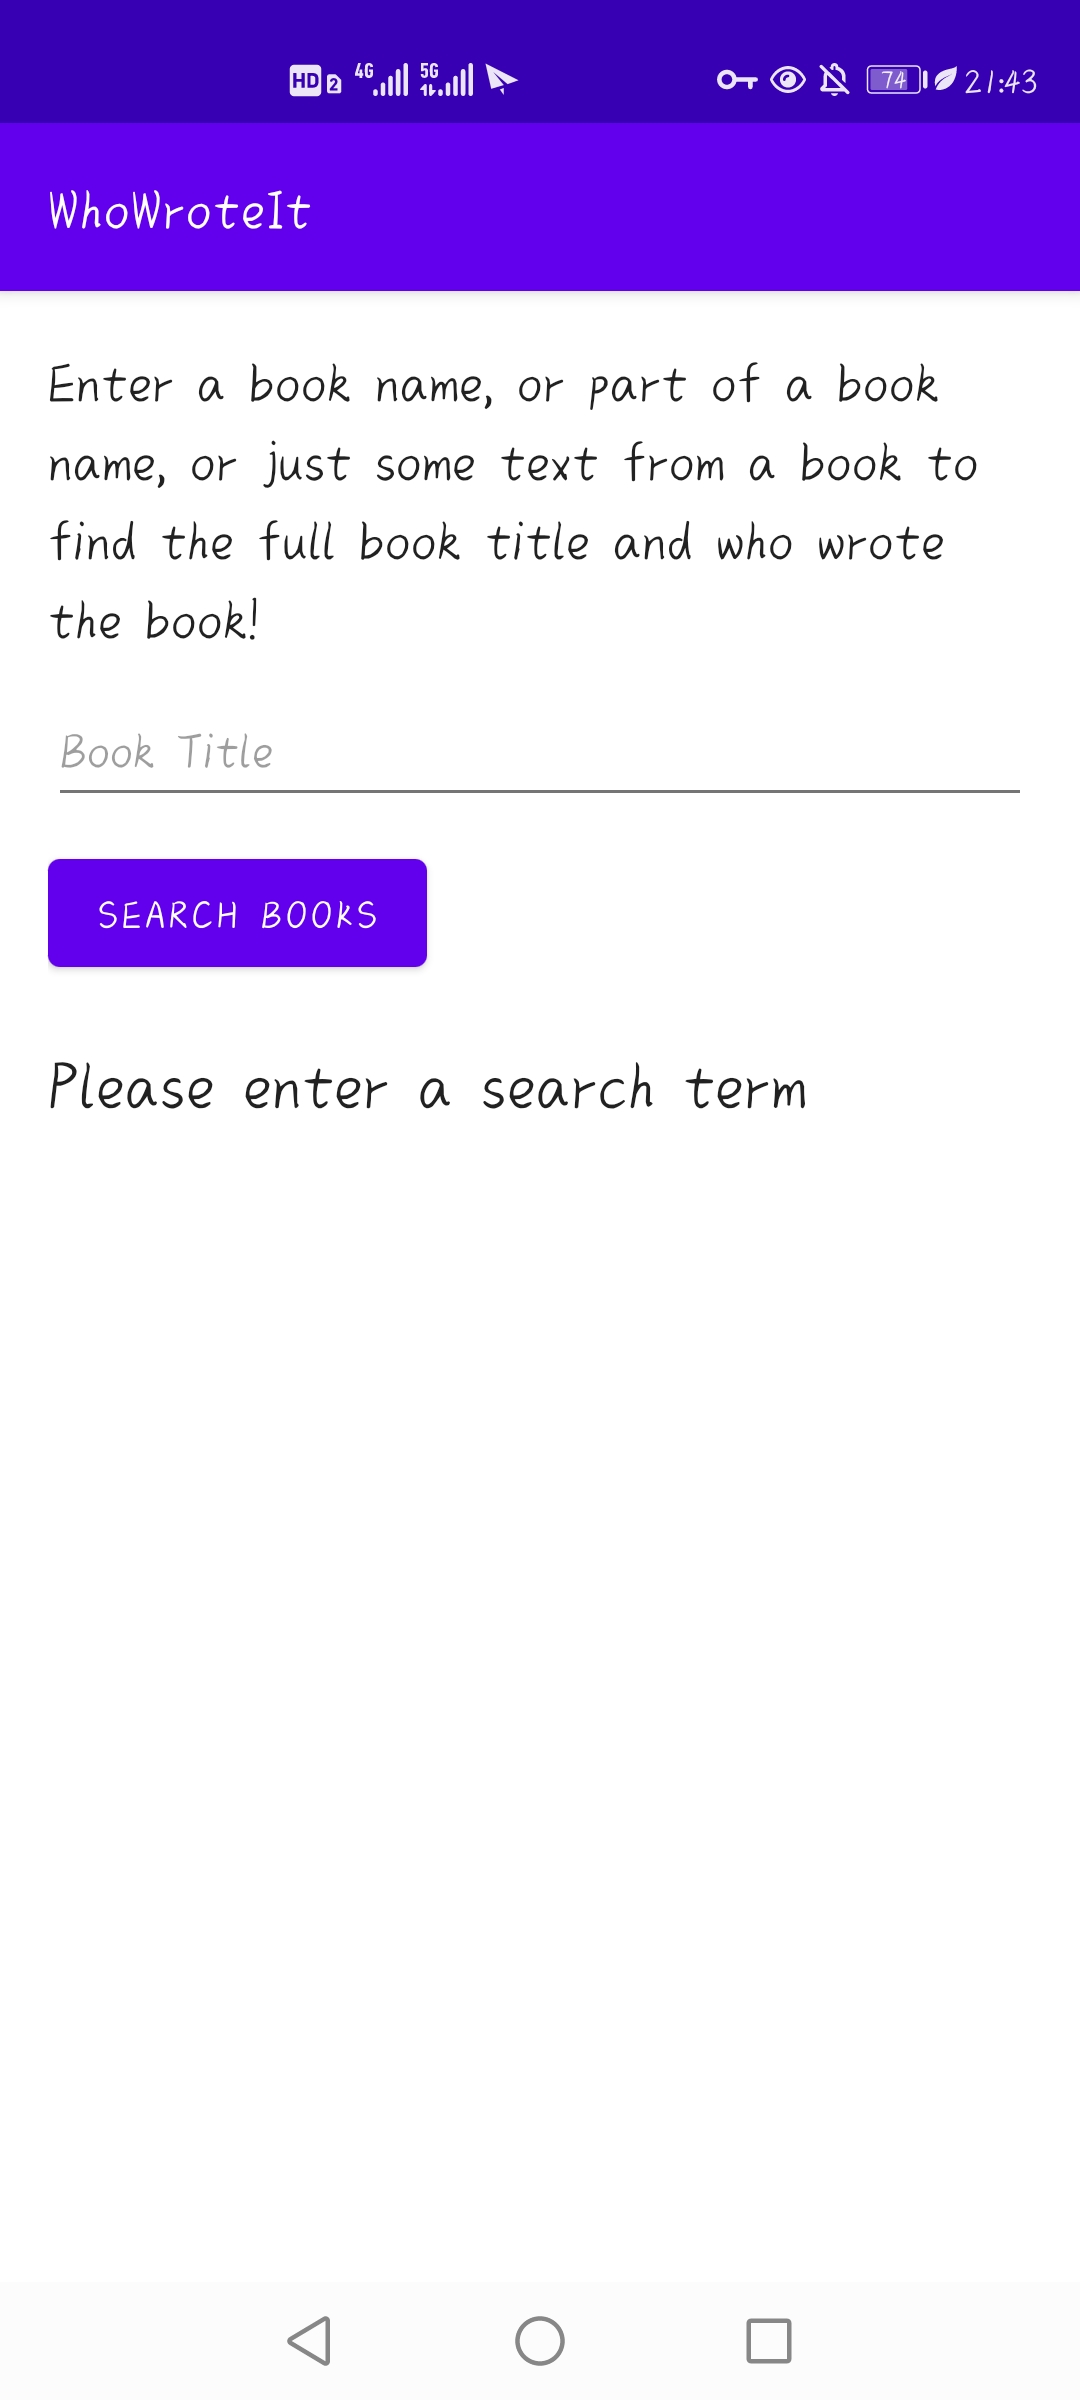 HD 2 4G 5G 74 21:43
WhoWroteIt
Enter a book name, or part of a book
name, or just some text from a book to
find the full book title and who wrote
the book!
Book Title
SEARCH BOOKS
Please enter a search term